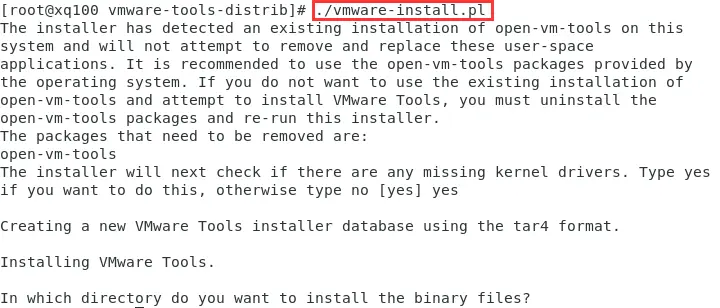 [root@xq100 vmware-tools-distrib]# ./vmware-install.pl
The installer has detected an existing installation of open-vm-tools on this
system and will not attempt to remove and replace these user-space
applications. It is recommended to use the open-vm-tools packages provided by
the operating system. If you do not want to use the existing installation of
open-vm-tools and attempt to install VMware Tools, you must uninstall the
open-vm-tools packages and re-run this installer.
The packages that need to be removed are:
open-vm-tools
The installer will next check if there are any missing kernel drivers. Type yes
if you want to do this, otherwise type no [yes] yes
Creating a new VMware Tools installer database using the tar4 format.
Installing VMware Tools.
In which directory do you want to install the binary files?